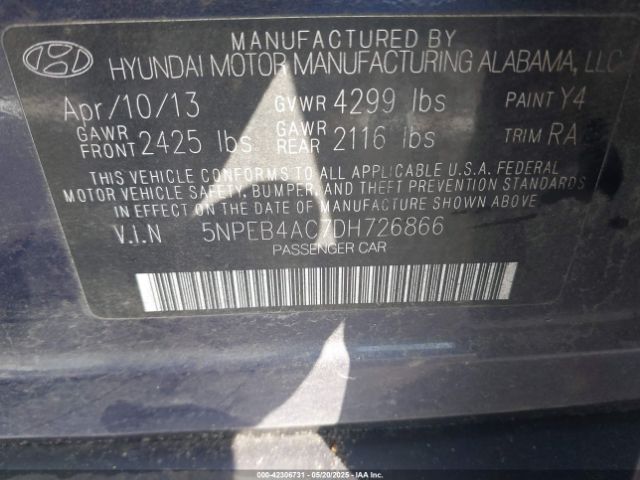 MANUFACTURED BY
HYUNDAI MOTOR MANUFACTURING ALABAMA, LLC
Apr/10/13 GVWR 4299 lbs PAINT Y4
GAWR FRONT 2425 lbs GAWR REAR 2116 lbs TRIM RA
THIS VEHICLE CONFORMS TO ALL APPLICABLE U.S.A. FEDERAL
MOTOR VEHICLE SAFETY, BUMPER, AND THEFT PREVENTION STANDARDS
IN EFFECT ON THE DATE OF MANUFACTURE SHOWN ABOVE
V.I.N 5NPEB4AC7DH726866
PASSENGER CAR
000-42306731 - 05/20/2025 - IAAI.COM